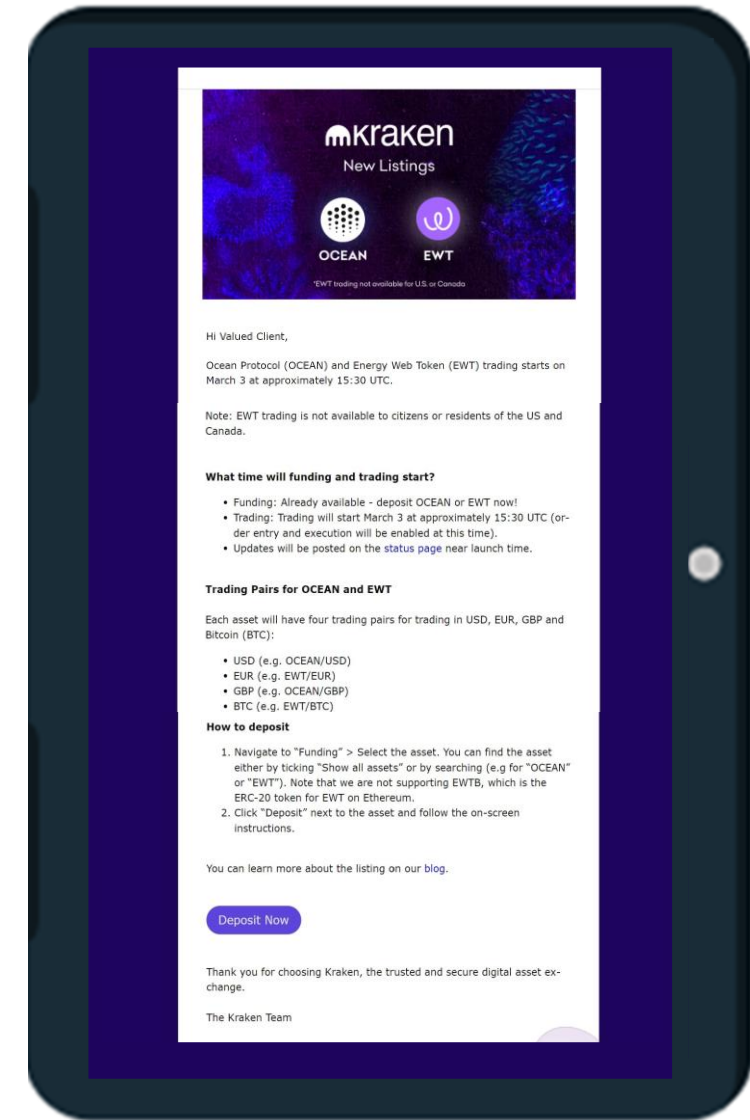 mkraken
New Listings
OCEAN
EWT
*EWT trading not available for U.S. or Canada
Hi Valued Client,
Ocean Protocol (OCEAN) and Energy Web Token (EWT) trading starts on
March 3 at approximately 15:30 UTC.
Note: EWT trading is not available to citizens or residents of the US and
Canada.
What time will funding and trading start?
• Funding: Already available - deposit OCEAN or EWT now!
• Trading: Trading will start March 3 at approximately 15:30 UTC (or-
der entry and execution will be enabled at this time).
• Updates will be posted on the status page near launch time.
Trading Pairs for OCEAN and EWT
Each asset will have four trading pairs for trading in USD, EUR, GBP and
Bitcoin (BTC):
• USD (e.g. OCEAN/USD)
• EUR (e.g. EWT/EUR)
• GBP (e.g. OCEAN/GBP)
• BTC (e.g. EWT/BTC)
How to deposit
1. Navigate to “Funding” > Select the asset. You can find the asset
either by ticking “Show all assets” or by searching (e.g for “OCEAN”
or “EWT”). Note that we are not supporting EWTB, which is the
ERC-20 token for EWT on Ethereum.
2. Click “Deposit” next to the asset and follow the on-screen
instructions.
You can learn more about the listing on our blog.
Deposit Now
Thank you for choosing Kraken, the trusted and secure digital asset ex-
change.
The Kraken Team